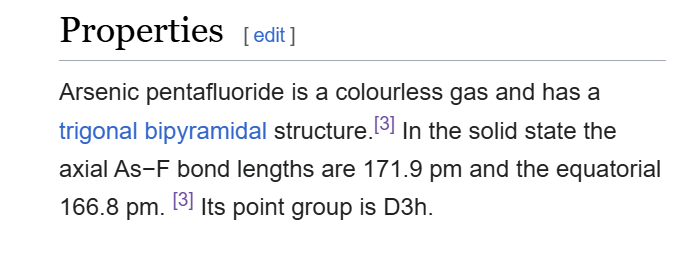 Properties [ edit ]
Arsenic pentafluoride is a colourless gas and has a
trigonal bipyramidal structure.[3] In the solid state the
axial As−F bond lengths are 171.9 pm and the equatorial
166.8 pm. [3] Its point group is D3h.